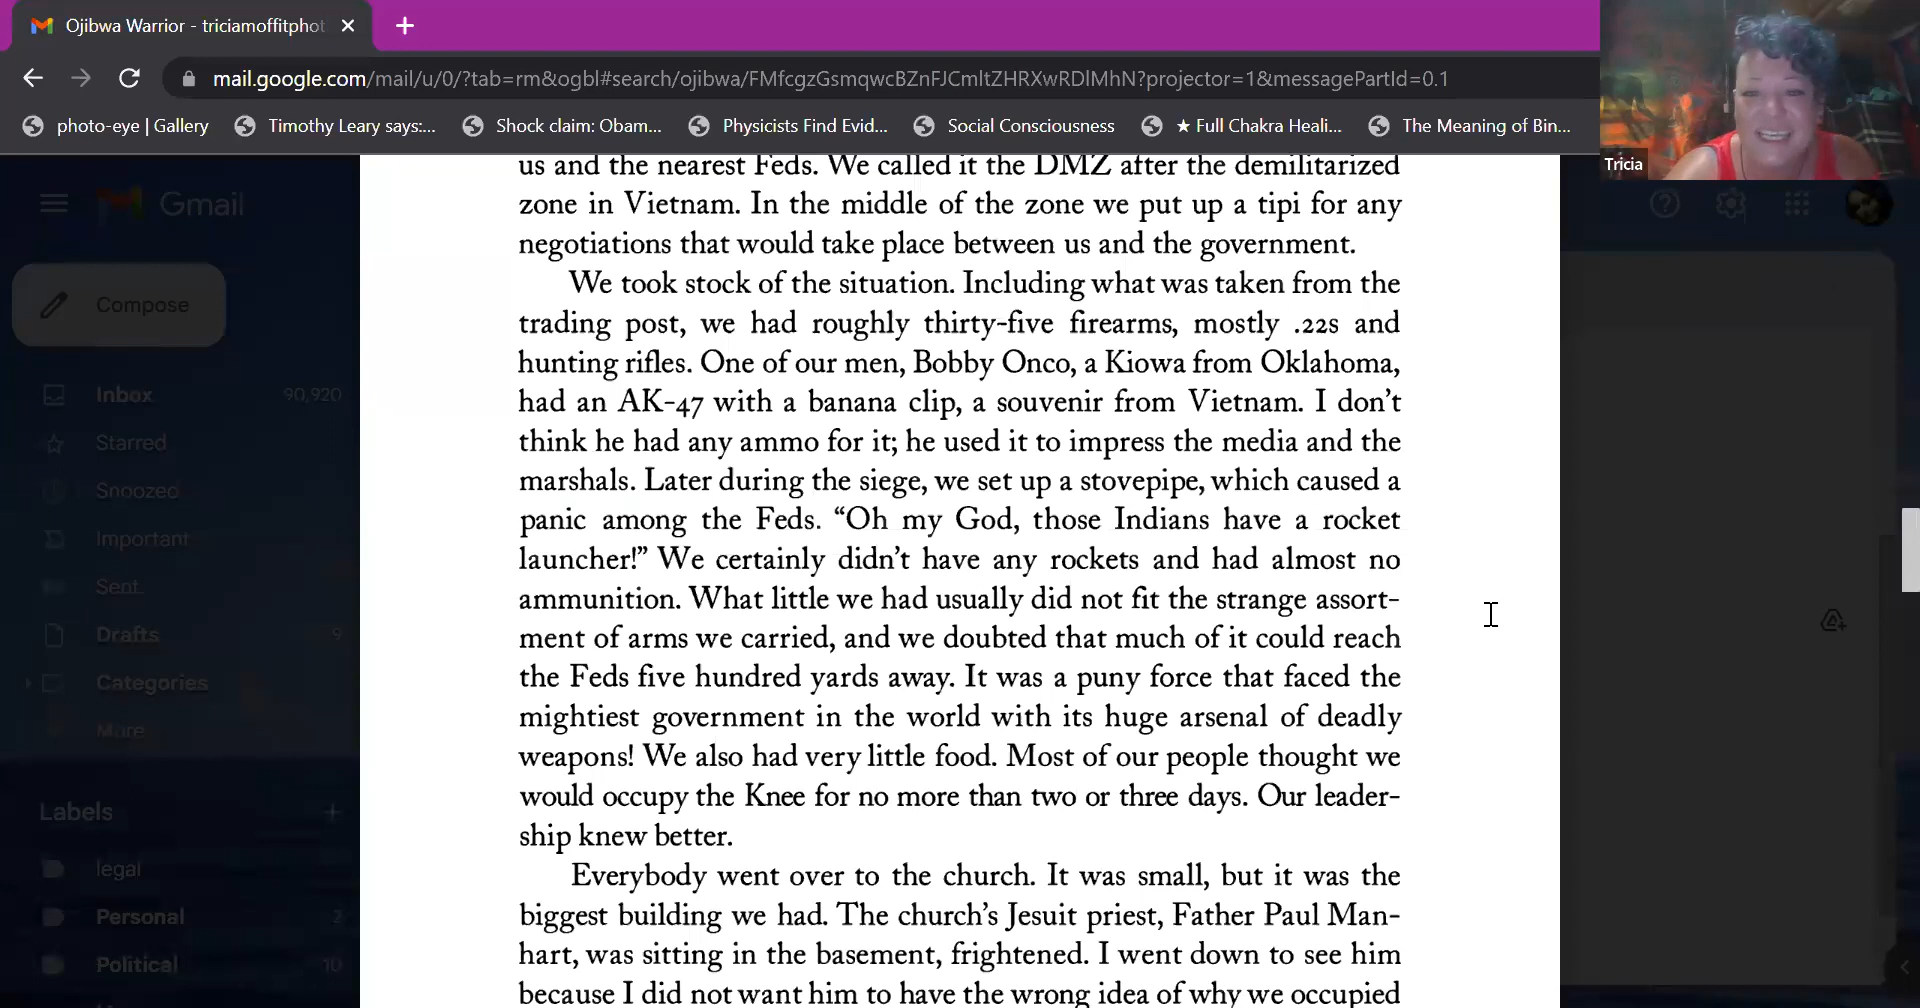 Ojibwa Warrior - triciamoffitphot
mail.google.com/mail/u/0/?tab=rm&ogbl#search/ojibwa/FMfcgzGsmqwcBZnFJCmltZHRXwRDlMhN?projector=1&messagePartId=0.1
photo-eye | Gallery Timothy Leary says:... Shock claim: Obam... Physicists Find Evid... Social Consciousness ★ Full Chakra Heali... The Meaning of Bin...
Tricia
Gmail
Compose
Inbox 90,920
Starred
Snoozed
Important
Sent
Drafts 9
Categories
More
Labels +
legal
Personal 2
Political 10
us and the nearest Feds. We called it the DMZ after the demilitarized
zone in Vietnam. In the middle of the zone we put up a tipi for any
negotiations that would take place between us and the government.
We took stock of the situation. Including what was taken from the
trading post, we had roughly thirty-five firearms, mostly .22s and
hunting rifles. One of our men, Bobby Onco, a Kiowa from Oklahoma,
had an AK-47 with a banana clip, a souvenir from Vietnam. I don’t
think he had any ammo for it; he used it to impress the media and the
marshals. Later during the siege, we set up a stovepipe, which caused a
panic among the Feds. “Oh my God, those Indians have a rocket
launcher!” We certainly didn’t have any rockets and had almost no
ammunition. What little we had usually did not fit the strange assort-
ment of arms we carried, and we doubted that much of it could reach
the Feds five hundred yards away. It was a puny force that faced the
mightiest government in the world with its huge arsenal of deadly
weapons! We also had very little food. Most of our people thought we
would occupy the Knee for no more than two or three days. Our leader-
ship knew better.
Everybody went over to the church. It was small, but it was the
biggest building we had. The church’s Jesuit priest, Father Paul Man-
hart, was sitting in the basement, frightened. I went down to see him
because I did not want him to have the wrong idea of why we occupied